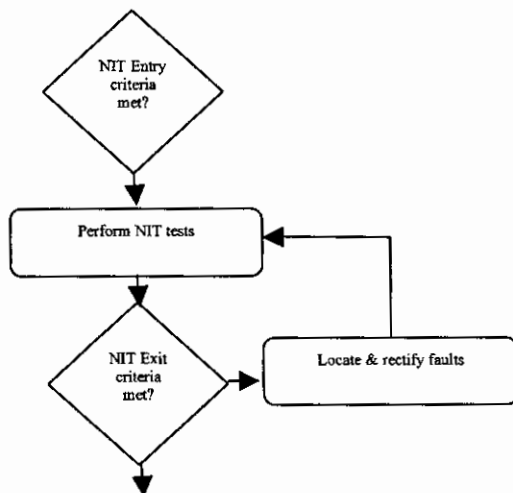 NIT Entry
criteria
met?
Perform NIT tests
NIT Exit
criteria
met?
Locate & rectify faults